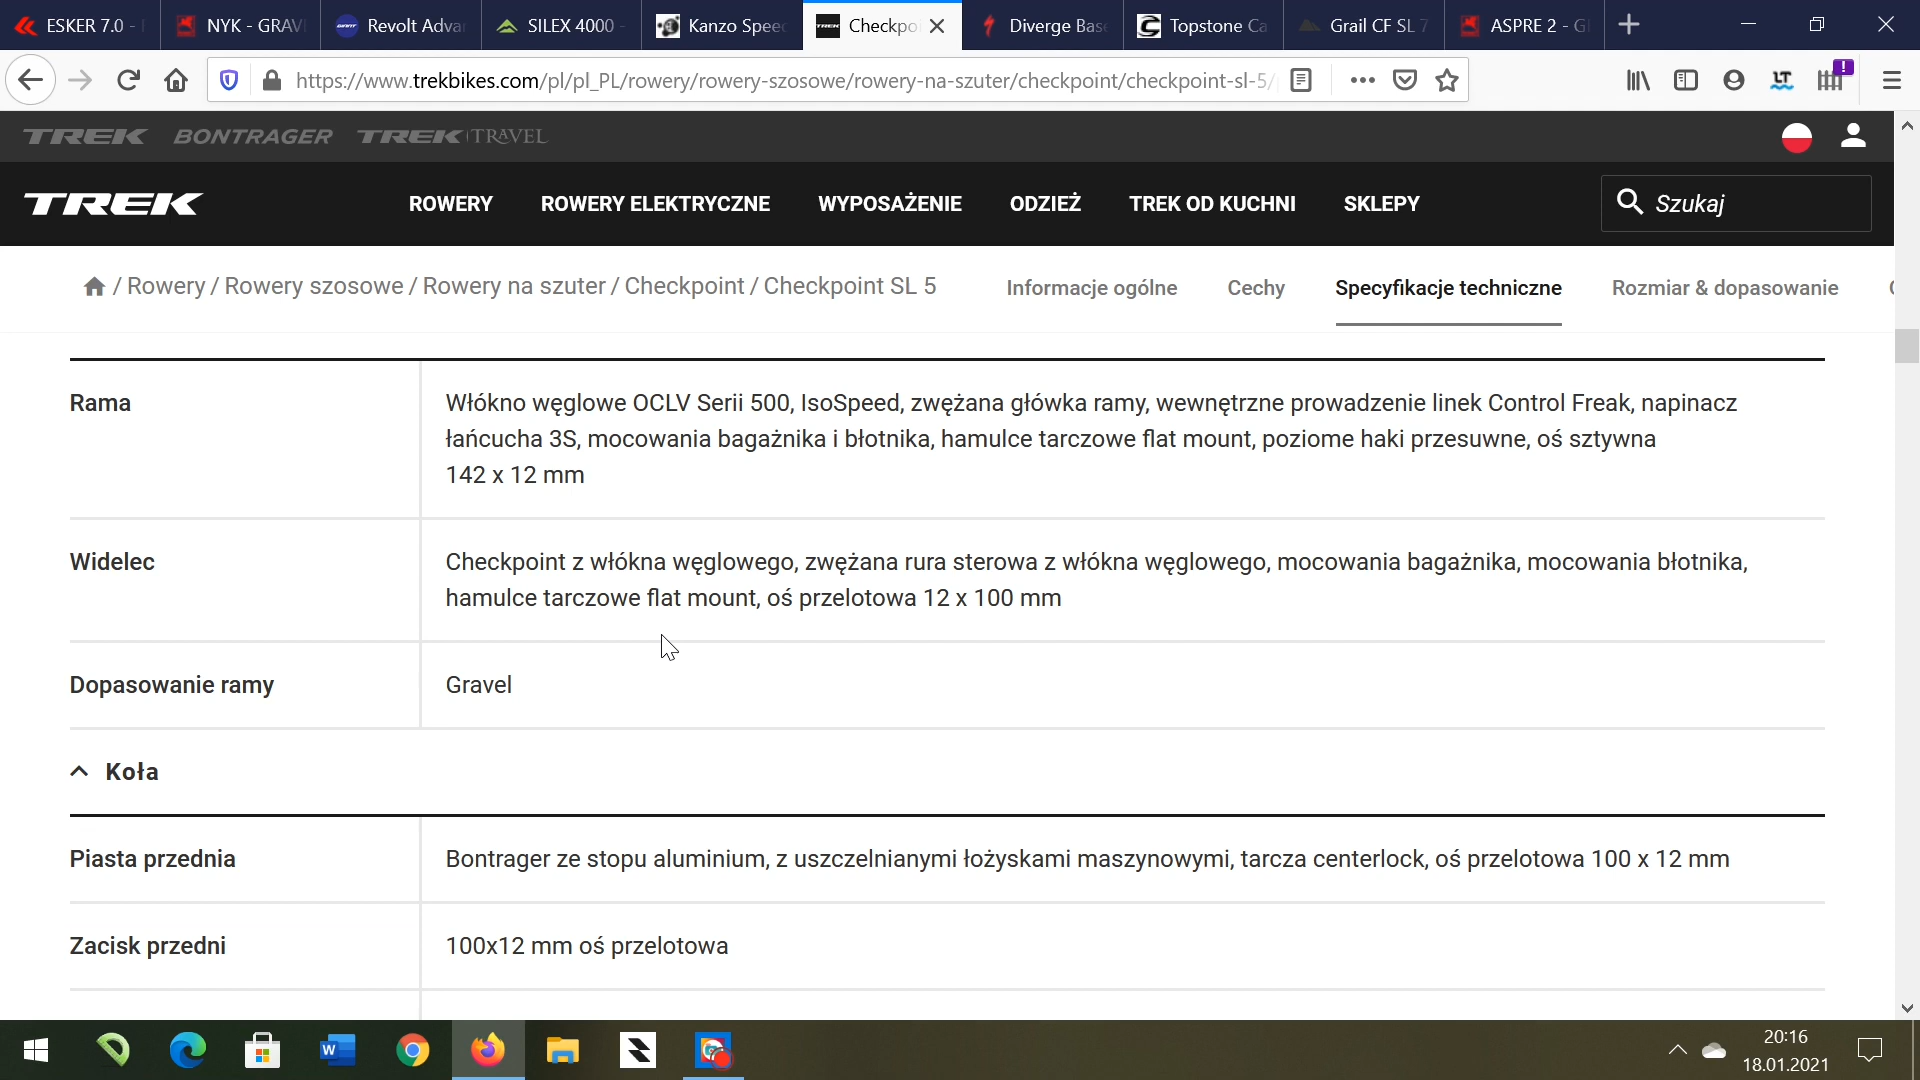 ESKER 7.0 -
NYK - GRAV
Revolt Adva
SILEX 4000 -
Kanzo Spee
Checkpo
Diverge Base
Topstone Ca
Grail CF SL 7
ASPRE 2 - G
https://www.trekbikes.com/pl/pl_PL/rowery/rowery-szosowe/rowery-na-szuter/checkpoint/checkpoint-sl-5/
TREK BONTRAGER TREK TRAVEL
TREK
ROWERY ROWERY ELEKTRYCZNE WYPOSAŻENIE ODZIEŻ TREK OD KUCHNI SKLEPY
Szukaj
/ Rowery / Rowery szosowe / Rowery na szuter / Checkpoint / Checkpoint SL 5
Informacje ogólne Cechy Specyfikacje techniczne Rozmiar & dopasowanie
Rama
Włókno węglowe OCLV Serii 500, IsoSpeed, zwężana główka ramy, wewnętrzne prowadzenie linek Control Freak, napinacz
łańcucha 3S, mocowania bagażnika i błotnika, hamulce tarczowe flat mount, poziome haki przesuwne, oś sztywna
142 x 12 mm
Widelec
Checkpoint z włókna węglowego, zwężana rura sterowa z włókna węglowego, mocowania bagażnika, mocowania błotnika,
hamulce tarczowe flat mount, oś przelotowa 12 x 100 mm
Dopasowanie ramy
Gravel
Koła
Piasta przednia
Bontrager ze stopu aluminium, z uszczelnianymi łożyskami maszynowymi, tarcza centerlock, oś przelotowa 100 x 12 mm
Zacisk przedni
100x12 mm oś przelotowa
20:16
18.01.2021